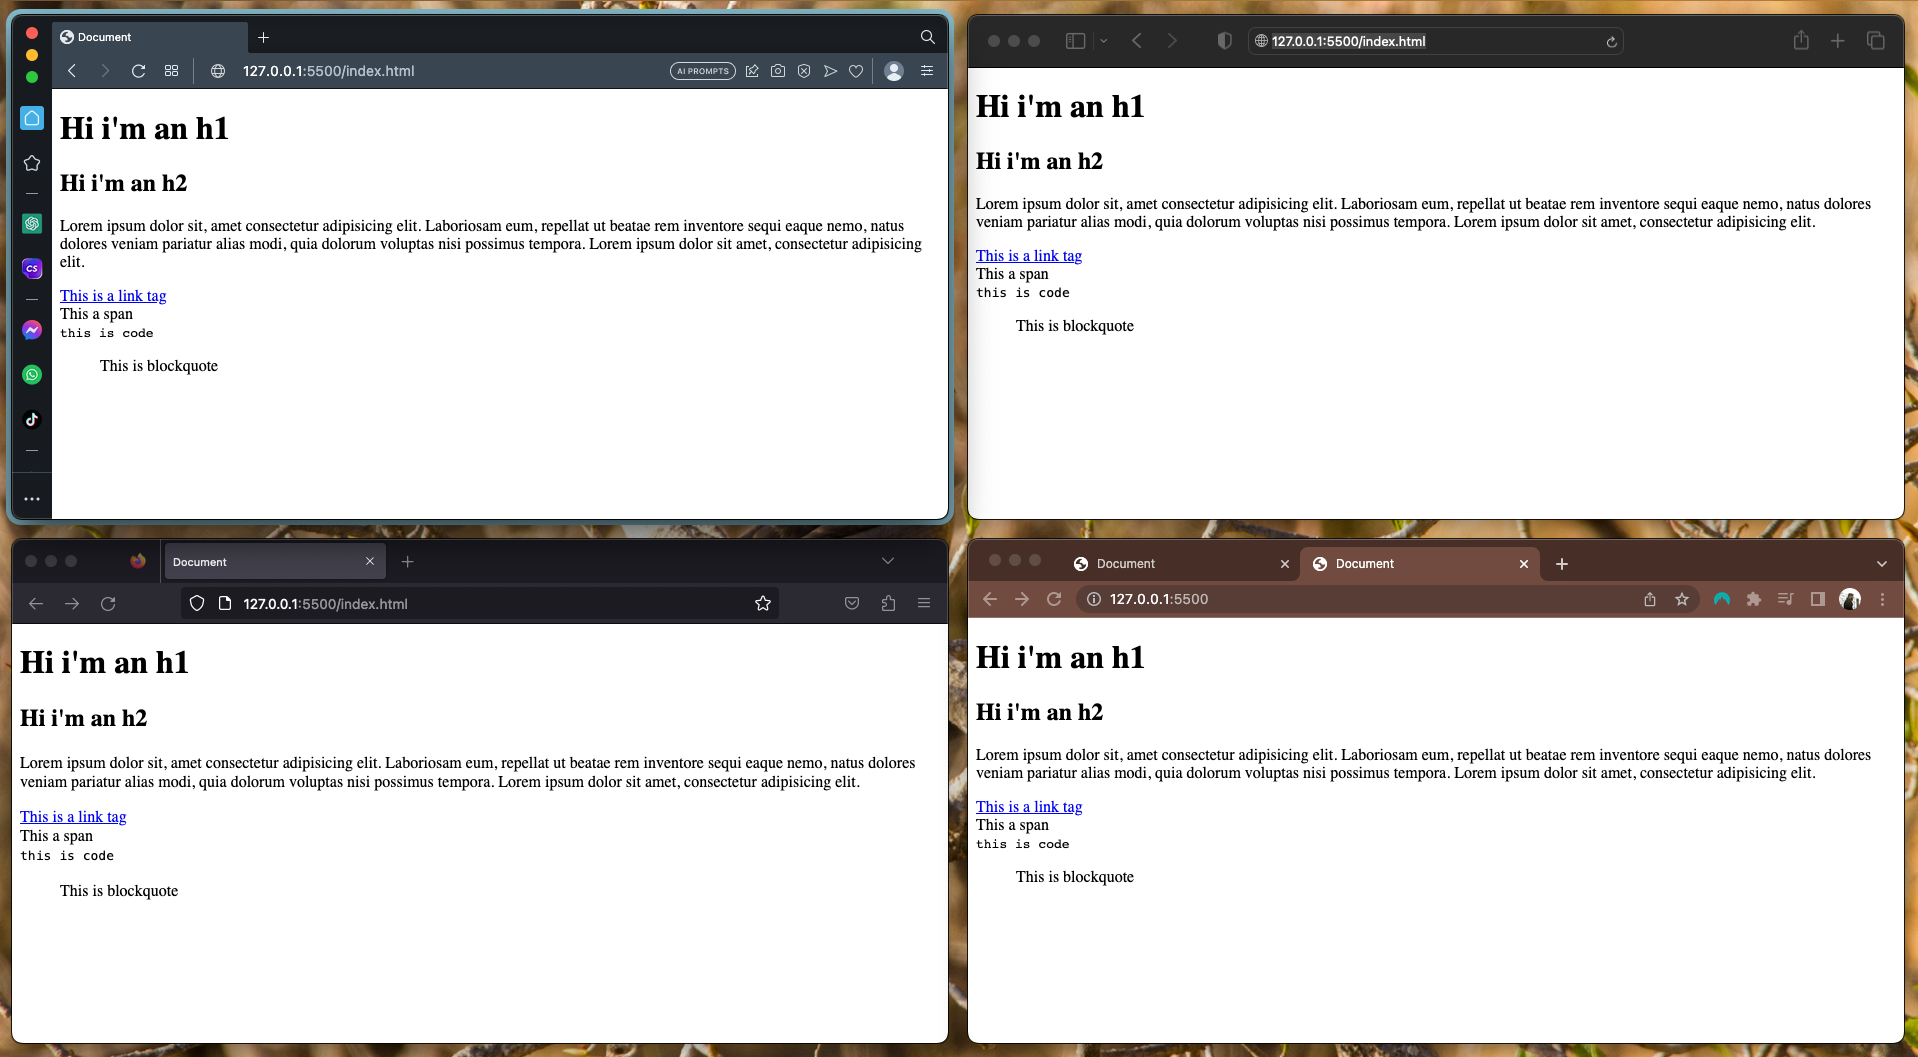 Document
127.0.0.1:5500/index.html
AI PROMPTS
CS
Hi i'm an h1
Hi i'm an h2
Lorem ipsum dolor sit, amet consectetur adipisicing elit. Laboriosam eum, repellat ut beatae rem inventore sequi eaque nemo, natus
dolores veniam pariatur alias modi, quia dolorum voluptas nisi possimus tempora. Lorem ipsum dolor sit amet, consectetur adipisicing
elit.
This is a link tag
This a span
this is code
This is blockquote
127.0.0.1:5500/index.html
Hi i'm an h1
Hi i'm an h2
Lorem ipsum dolor sit, amet consectetur adipisicing elit. Laboriosam eum, repellat ut beatae rem inventore sequi eaque nemo, natus dolores
veniam pariatur alias modi, quia dolorum voluptas nisi possimus tempora. Lorem ipsum dolor sit amet, consectetur adipisicing elit.
This is a link tag
This a span
this is code
This is blockquote
Document
127.0.0.1:5500/index.html
Hi i'm an h1
Hi i'm an h2
Lorem ipsum dolor sit, amet consectetur adipisicing elit. Laboriosam eum, repellat ut beatae rem inventore sequi eaque nemo, natus dolores
veniam pariatur alias modi, quia dolorum voluptas nisi possimus tempora. Lorem ipsum dolor sit amet, consectetur adipisicing elit.
This is a link tag
This a span
this is code
This is blockquote
Document
Document
127.0.0.1:5500
Hi i'm an h1
Hi i'm an h2
Lorem ipsum dolor sit, amet consectetur adipisicing elit. Laboriosam eum, repellat ut beatae rem inventore sequi eaque nemo, natus dolores
veniam pariatur alias modi, quia dolorum voluptas nisi possimus tempora. Lorem ipsum dolor sit amet, consectetur adipisicing elit.
This is a link tag
This a span
this is code
This is blockquote